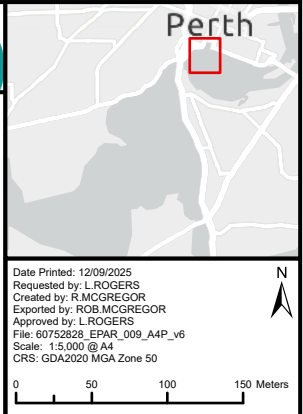 Perth
Date Printed: 12/09/2025
Requested by: L.ROGERS
Created by: R.MCGREGOR
Exported by: ROB.MCGREGOR
Approved by: L.ROGERS
File: 60752828_EPAR_009_A4P_v6
Scale: 1:5,000 @ A4
CRS: GDA2020 MGA Zone 50
N
0 50 100 150 Meters